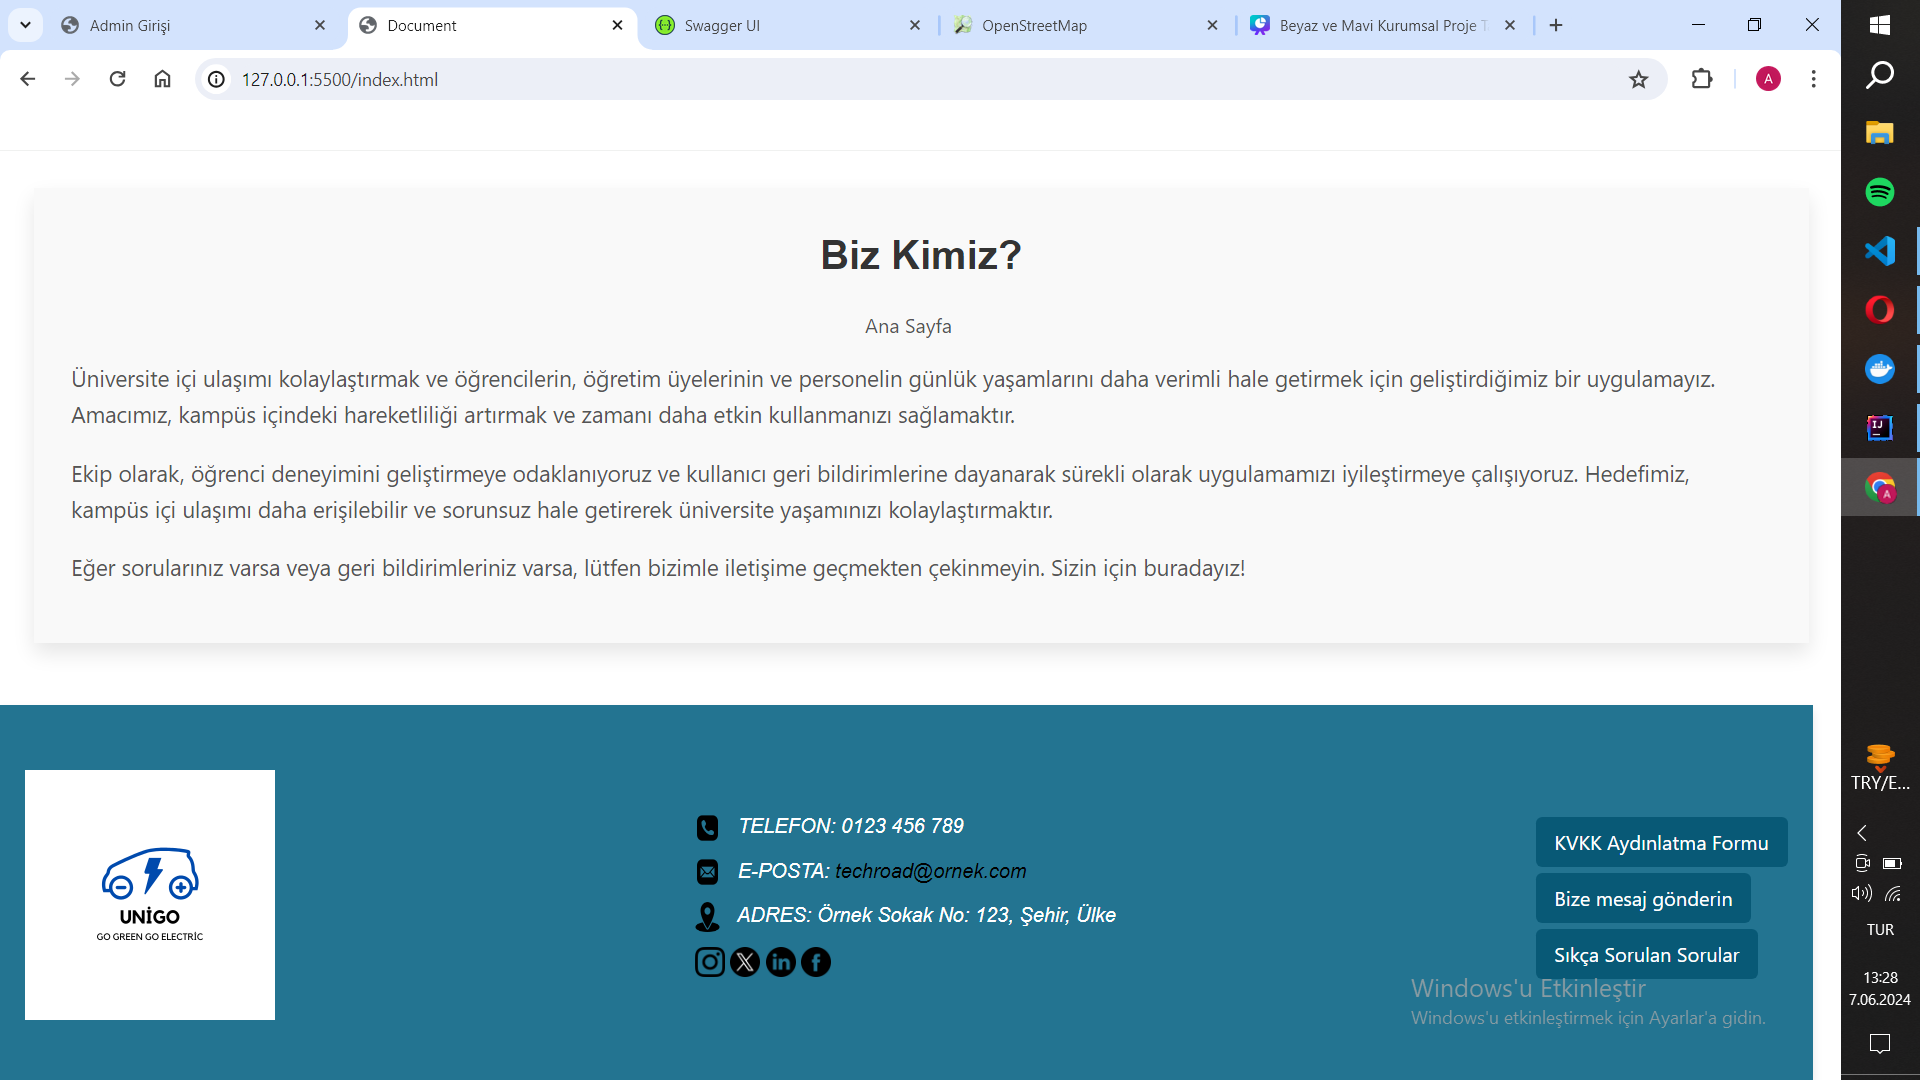 Admin Girişi
Document
Swagger UI
OpenStreetMap
Beyaz ve Mavi Kurumsal Proje
127.0.0.1:5500/index.html
A
Biz Kimiz?
Ana Sayfa
Üniversite içi ulaşımı kolaylaştırmak ve öğrencilerin, öğretim üyelerinin ve personelin günlük yaşamlarını daha verimli hale getirmek için geliştirdiğimiz bir uygulamayız.
Amacımız, kampüs içindeki hareketliliği artırmak ve zamanı daha etkin kullanmanızı sağlamaktır.
Ekip olarak, öğrenci deneyimini geliştirmeye odaklanıyoruz ve kullanıcı geri bildirimlerine dayanarak sürekli olarak uygulamamızı iyileştirmeye çalışıyoruz. Hedefimiz,
kampüs içi ulaşımı daha erişilebilir ve sorunsuz hale getirerek üniversite yaşamınızı kolaylaştırmaktır.
Eğer sorularınız varsa veya geri bildirimleriniz varsa, lütfen bizimle iletişime geçmekten çekinmeyin. Sizin için buradayız!
UNİGO
GO GREEN GO ELECTRİC
TELEFON: 0123 456 789
E-POSTA: techroad@ornek.com
ADRES: Örnek Sokak No: 123, Şehir, Ülke
KVKK Aydınlatma Formu
Bize mesaj gönderin
Sıkça Sorulan Sorular
Windows'u Etkinleştir
Windows'u etkinleştirmek için Ayarlar'a gidin.
IJ
A
TRY/E...
TUR
13:28
7.06.2024